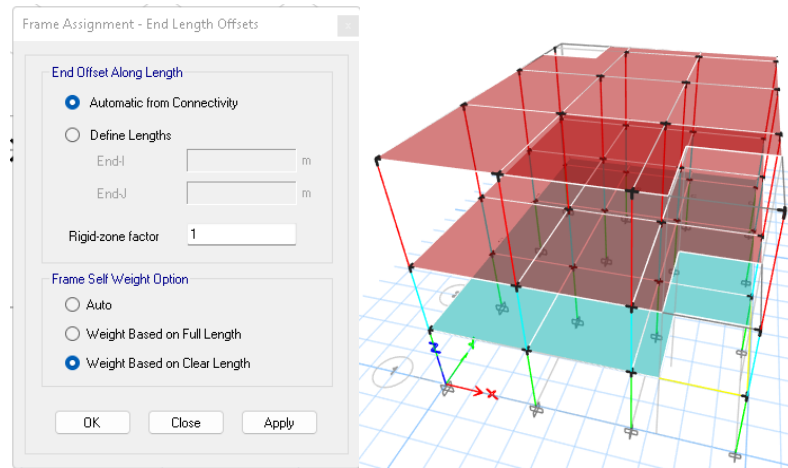 Frame Assignment - End Length Offsets
x
End Offset Along Length
Automatic from Connectivity
Define Lengths
End-I
m
End-J
m
Rigid-zone factor
1
Frame Self Weight Option
Auto
Weight Based on Full Length
Weight Based on Clear Length
OK
Close
Apply
Z
Y
X